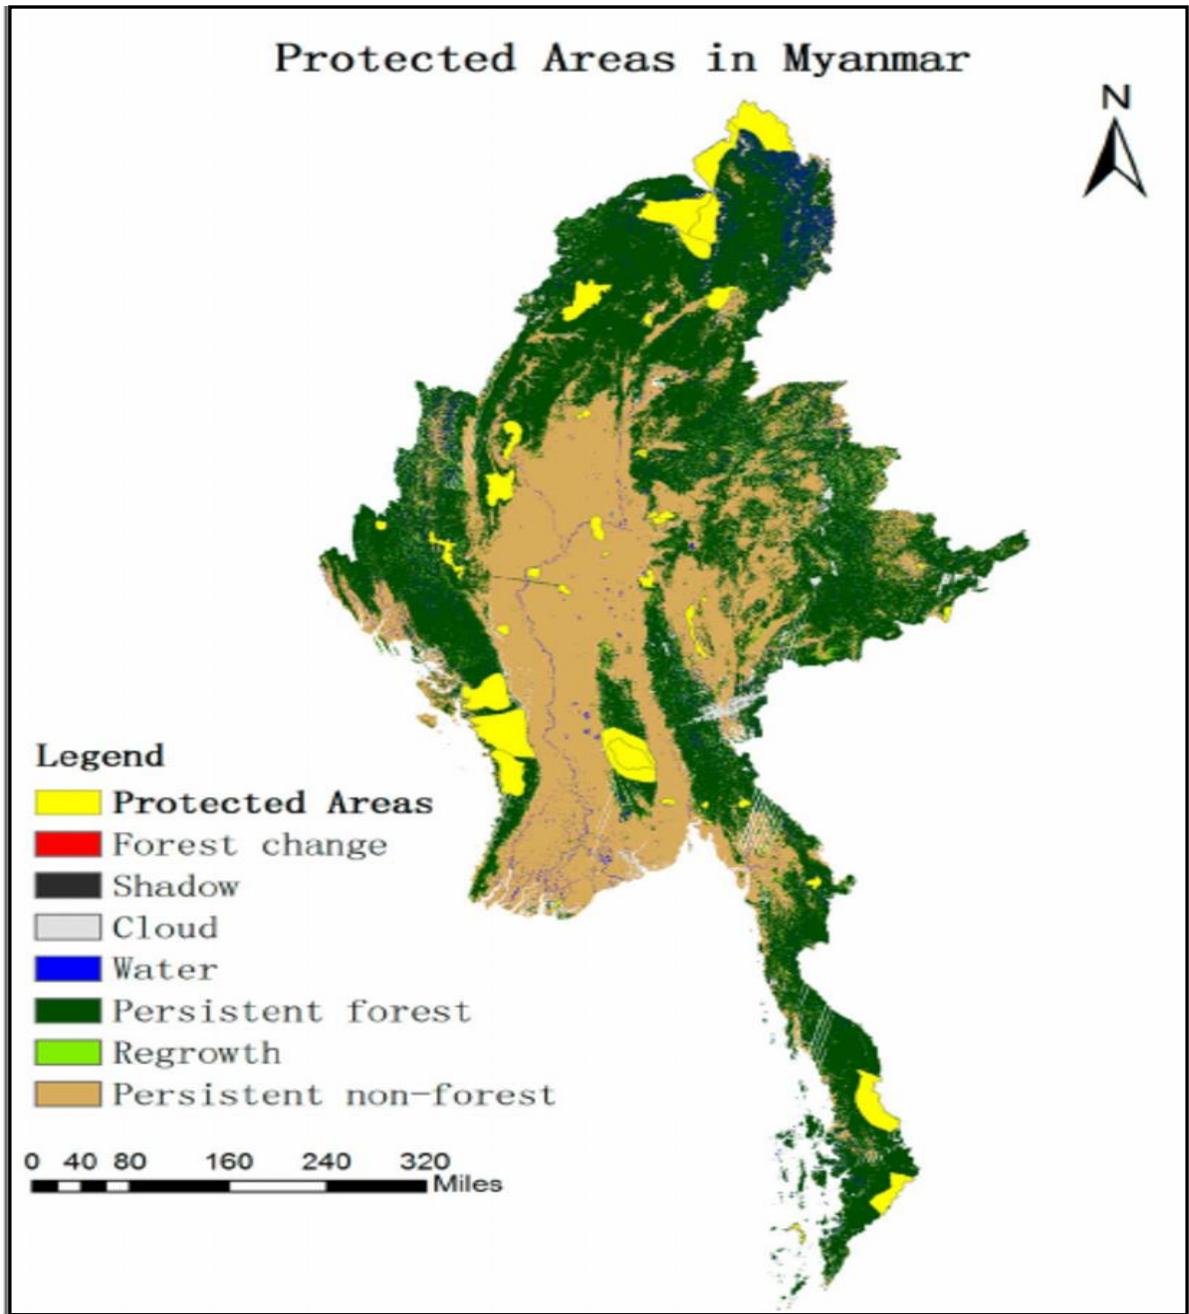 Protected Areas in Myanmar
N
Legend
Protected Areas
Forest change
Shadow
Cloud
Water
Persistent forest
Regrowth
Persistent non-forest
0 40 80 160 240 320
Miles